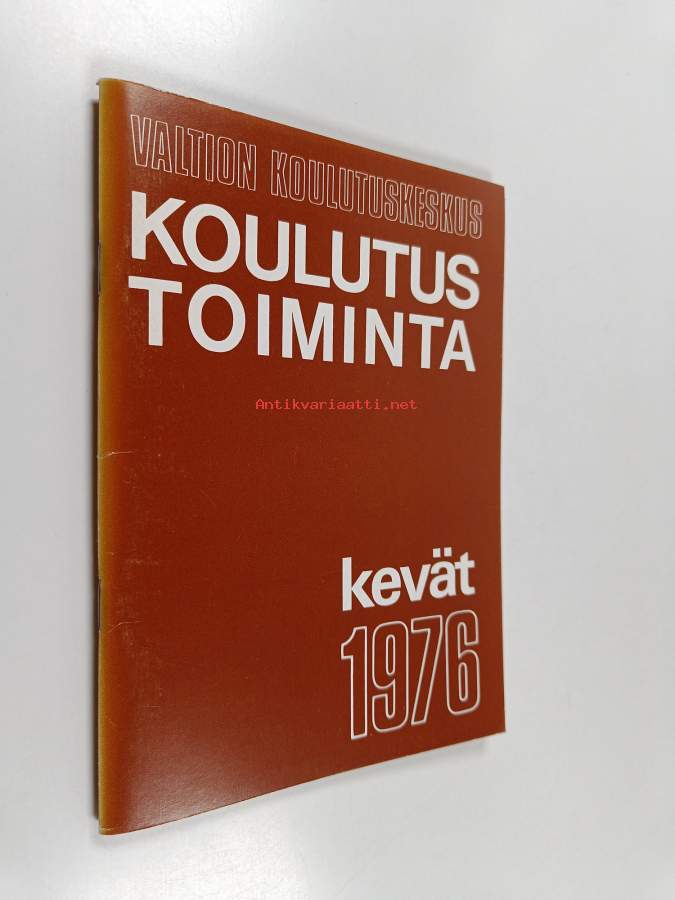 VALTION KOULUTUSKESKUS
KOULUTUS
TOIMINTA
Antikvariaatti.net
kevät
1976